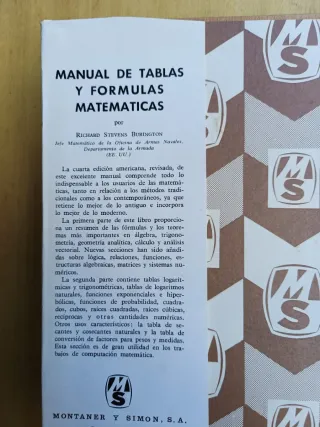 MANUAL DE TABLAS
Y FORMULAS
MATEMATICAS
por
RICHARD STEVENS BURINGTON
Jefe Matemático de la Oficina de Armas Navales,
Departamento de la Armada
(EE. UU.)
La cuarta edición americana, revisada, de
este excelente manual comprende todo lo
indispensable a los usuarios de las matemá-
ticas, tanto en relación a los métodos tradi-
cionales como a los contemporáneos, ya que
retiene lo mejor de lo antiguo e incorpora
lo mejor de lo moderno.
La primera parte de este libro proporcio-
na un resumen de las fórmulas y los teore-
mas más importantes en álgebra, trigono-
metría, geometría analítica, cálculo y análisis
vectorial. Nuevas secciones han sido añadi-
das sobre lógica, relaciones, funciones, es-
tructuras algebraicas, matrices y sistemas nu-
méricos.
La segunda parte contiene tablas logarít-
micas y trigonométricas, tablas de logaritmos
naturales, funciones exponenciales e hiper-
bólicas, funciones de probabilidad, cuadra-
dos, cubos, raíces cuadradas, raíces cúbicas,
recíprocas y otras cantidades numéricas.
Otros usos característicos: la tabla de se-
cantes y cosecantes naturales y la tabla de
conversión de factores para pesos y medidas.
Esta sección es de gran utilidad en los tra-
bajos de computación matemática.
MS
MONTANER Y SIMON, S. A.
MS
MS
MS
MS